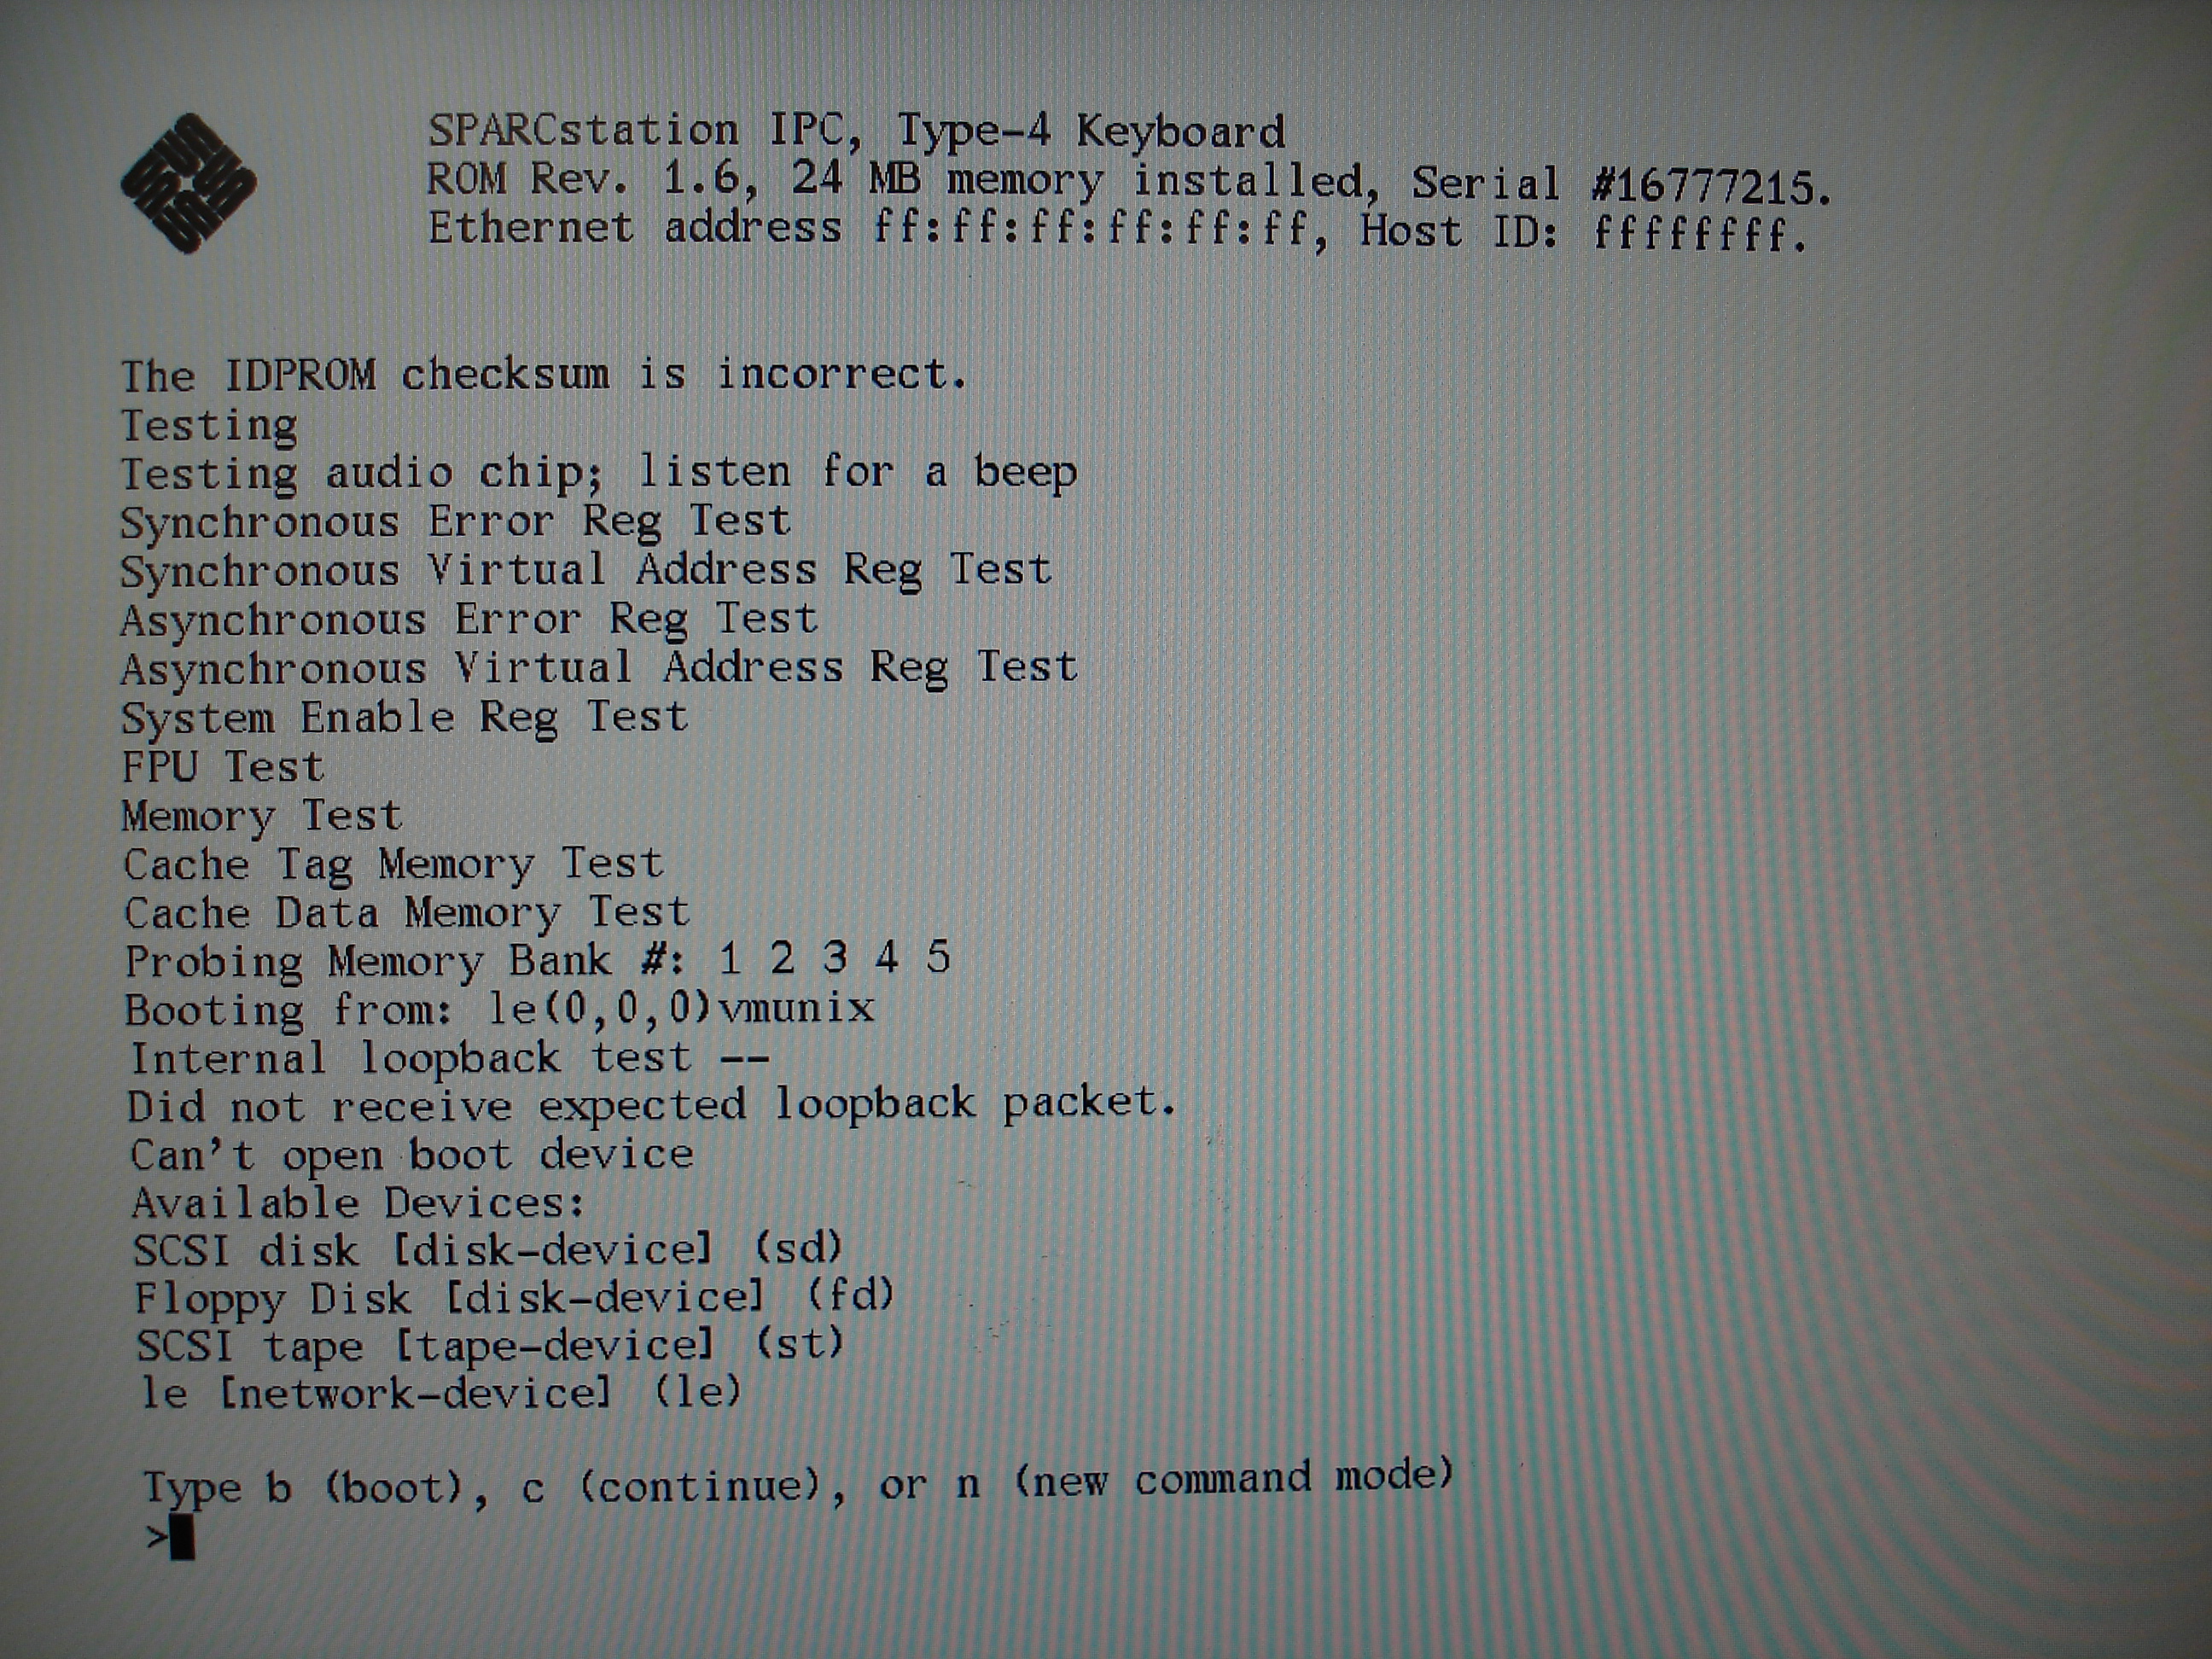 SPARCstation IPC, Type-4 Keyboard
ROM Rev. 1.6, 24 MB memory installed, Serial #16777215.
Ethernet address ff:ff:ff:ff:ff:ff, Host ID: ffffffff.
The IDPROM checksum is incorrect.
Testing
Testing audio chip; listen for a beep
Synchronous Error Reg Test
Synchronous Virtual Address Reg Test
Asynchronous Error Reg Test
Asynchronous Virtual Address Reg Test
System Enable Reg Test
FPU Test
Memory Test
Cache Tag Memory Test
Cache Data Memory Test
Probing Memory Bank #: 1 2 3 4 5
Booting from: le(0,0,0)vmunix
Internal loopback test --
Did not receive expected loopback packet.
Can't open boot device
Available Devices:
SCSI disk [disk-device] (sd)
Floppy Disk [disk-device] (fd)
SCSI tape [tape-device] (st)
le [network-device] (le)
Type b (boot), c (continue), or n (new command mode)
>